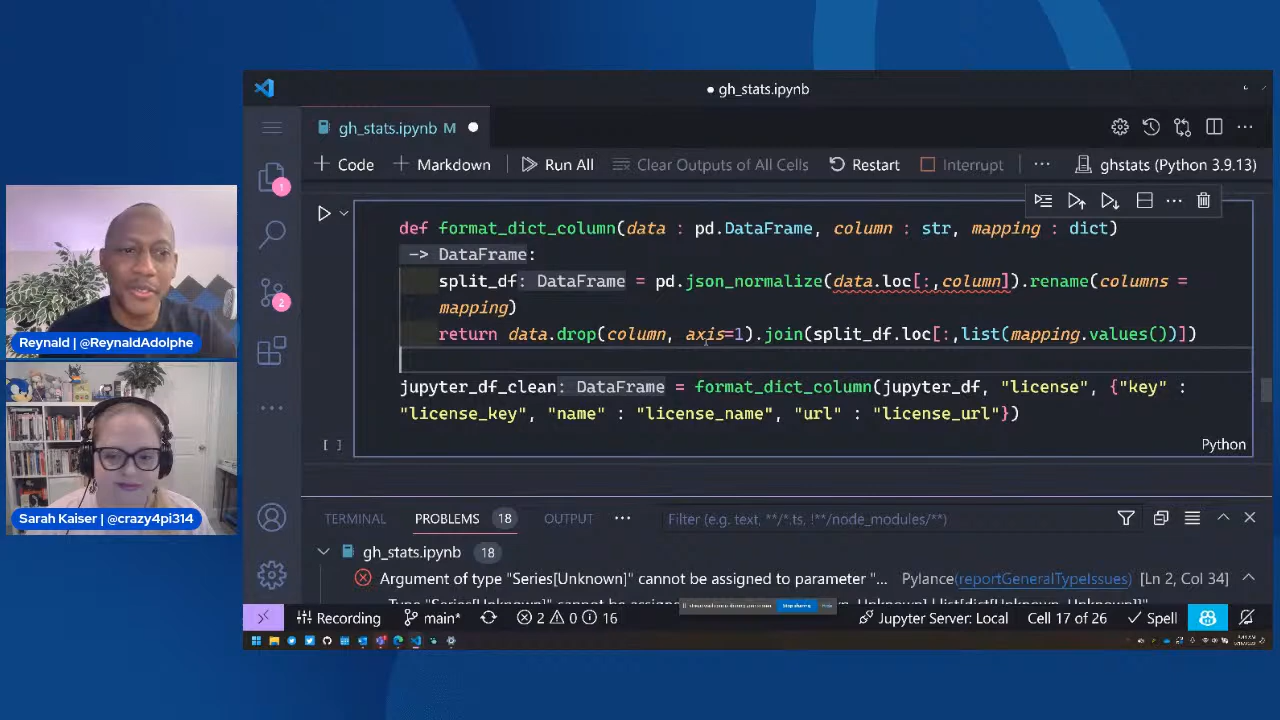 gh_stats.ipynb
gh_stats.ipynb M
+ Code + Markdown Run All Clear Outputs of All Cells Restart Interrupt ... ghstats (Python 3.9.13)
1
2
def format_dict_column(data : pd.DataFrame, column : str, mapping : dict)
-> DataFrame:
split_df: DataFrame = pd.json_normalize(data.loc[:,column]).rename(columns =
mapping)
return data.drop(column, axis=1).join(split_df.loc[:,list(mapping.values())])
jupyter_df_clean: DataFrame = format_dict_column(jupyter_df, "license", {"key" :
"license_key", "name" : "license_name", "url" : "license_url"})
[ ]
Python
Reynald | @ReynaldAdolphe
Sarah Kaiser | @crazy4pi314
TERMINAL PROBLEMS 18 OUTPUT ... Filter (e.g. text, **/*.ts, !**/node_modules/**)
gh_stats.ipynb 18
Argument of type "Series[Unknown]" cannot be assigned to parameter "... Pylance(reportGeneralTypeIssues) [Ln 2, Col 34]
Stop sharing Hide
Recording main* 2 0 16 Jupyter Server: Local Cell 17 of 26 Spell